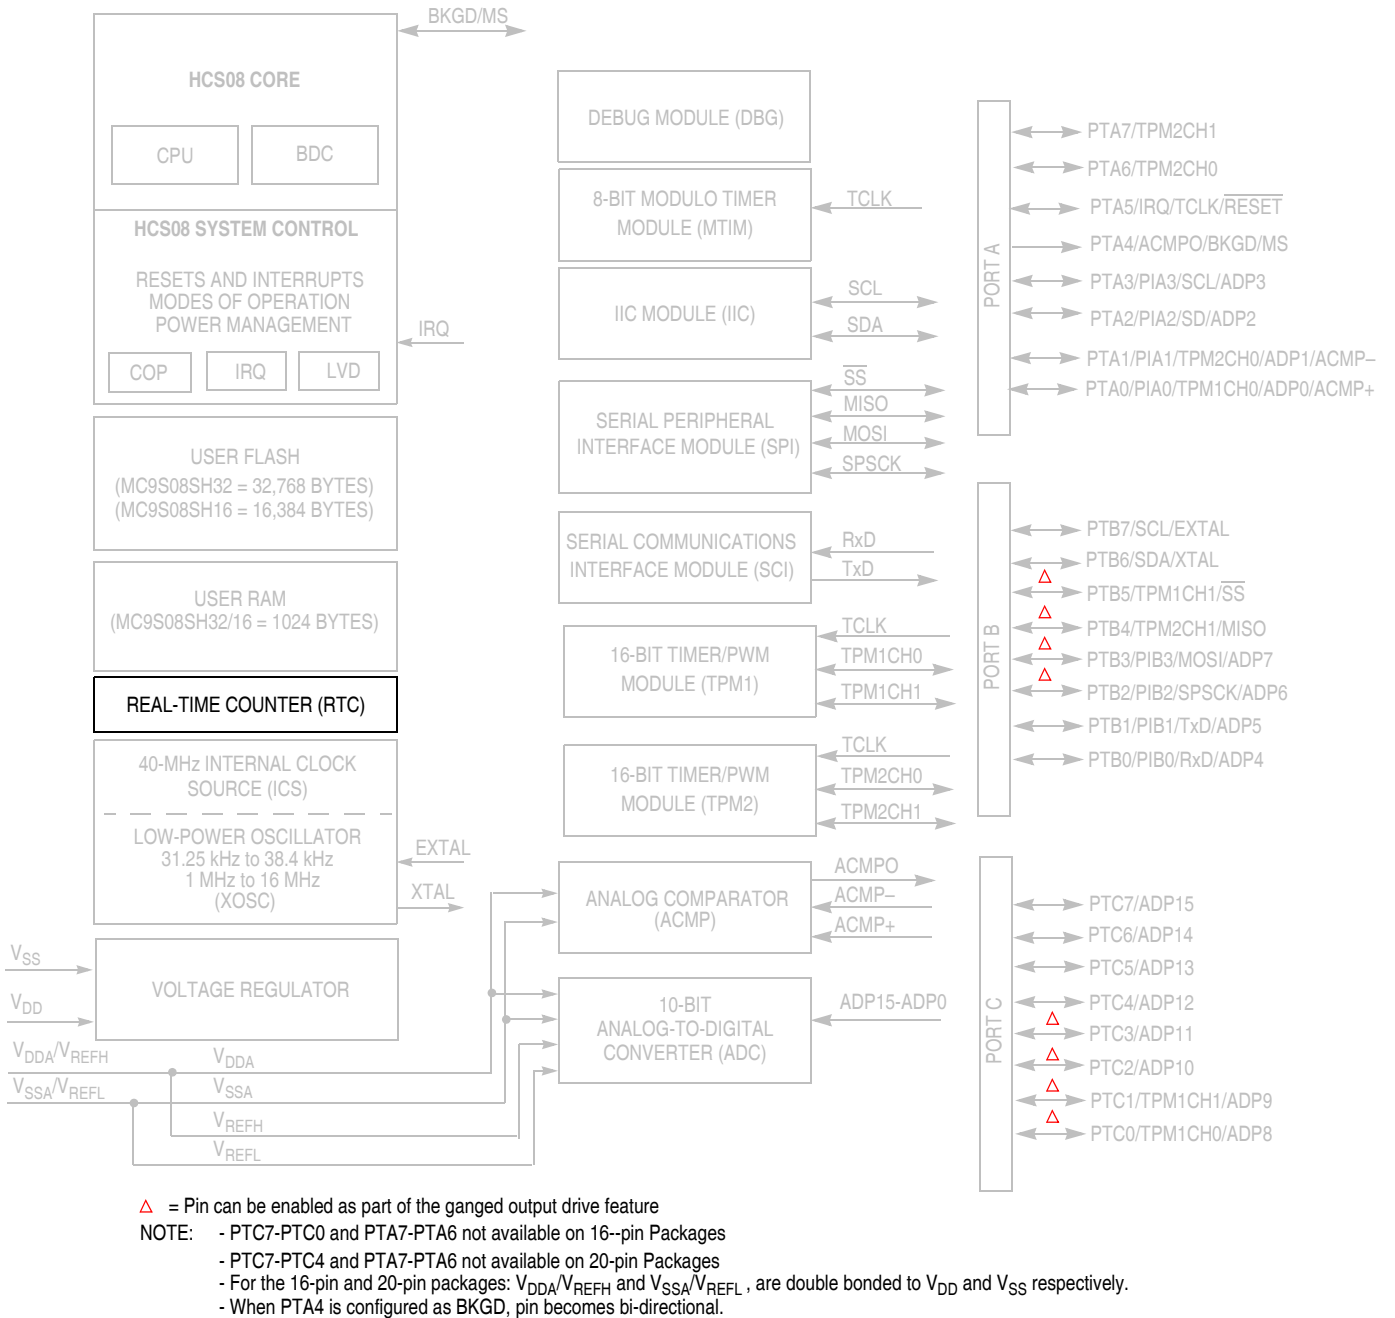 BKGD/MS
HCS08 CORE
CPU
BDC
HCS08 SYSTEM CONTROL
RESETS AND INTERRUPTS
MODES OF OPERATION
POWER MANAGEMENT
COP
IRQ
LVD
IRQ
USER FLASH
(MC9S08SH32 = 32,768 BYTES)
(MC9S08SH16 = 16,384 BYTES)
USER RAM
(MC9S08SH32/16 = 1024 BYTES)
REAL-TIME COUNTER (RTC)
40-MHz INTERNAL CLOCK
SOURCE (ICS)
LOW-POWER OSCILLATOR
31.25 kHz to 38.4 kHz
1 MHz to 16 MHz
(XOSC)
EXTAL
XTAL
VOLTAGE REGULATOR
VSS
VDD
VDDA/VREFH
VSSA/VREFL
VDDA
VSSA
VREFH
VREFL
DEBUG MODULE (DBG)
8-BIT MODULO TIMER
MODULE (MTIM)
TCLK
IIC MODULE (IIC)
SCL
SDA
SERIAL PERIPHERAL
INTERFACE MODULE (SPI)
SS
MISO
MOSI
SPSCK
SERIAL COMMUNICATIONS
INTERFACE MODULE (SCI)
RxD
TxD
16-BIT TIMER/PWM
MODULE (TPM1)
TCLK
TPM1CH0
TPM1CH1
16-BIT TIMER/PWM
MODULE (TPM2)
TCLK
TPM2CH0
TPM2CH1
ANALOG COMPARATOR
(ACMP)
ACMPO
ACMP–
ACMP+
10-BIT
ANALOG-TO-DIGITAL
CONVERTER (ADC)
ADP15-ADP0
PORT A
PTA7/TPM2CH1
PTA6/TPM2CH0
PTA5/IRQ/TCLK/RESET
PTA4/ACMPO/BKGD/MS
PTA3/PIA3/SCL/ADP3
PTA2/PIA2/SD/ADP2
PTA1/PIA1/TPM2CH0/ADP1/ACMP–
PTA0/PIA0/TPM1CH0/ADP0/ACMP+
PORT B
PTB7/SCL/EXTAL
PTB6/SDA/XTAL
PTB5/TPM1CH1/SS
PTB4/TPM2CH1/MISO
PTB3/PIB3/MOSI/ADP7
PTB2/PIB2/SPSCK/ADP6
PTB1/PIB1/TxD/ADP5
PTB0/PIB0/RxD/ADP4
PORT C
PTC7/ADP15
PTC6/ADP14
PTC5/ADP13
PTC4/ADP12
PTC3/ADP11
PTC2/ADP10
PTC1/TPM1CH1/ADP9
PTC0/TPM1CH0/ADP8
Δ = Pin can be enabled as part of the ganged output drive feature
NOTE: - PTC7-PTC0 and PTA7-PTA6 not available on 16--pin Packages
- PTC7-PTC4 and PTA7-PTA6 not available on 20-pin Packages
- For the 16-pin and 20-pin packages: VDDA/VREFH and VSSA/VREFL , are double bonded to VDD and VSS respectively.
- When PTA4 is configured as BKGD, pin becomes bi-directional.